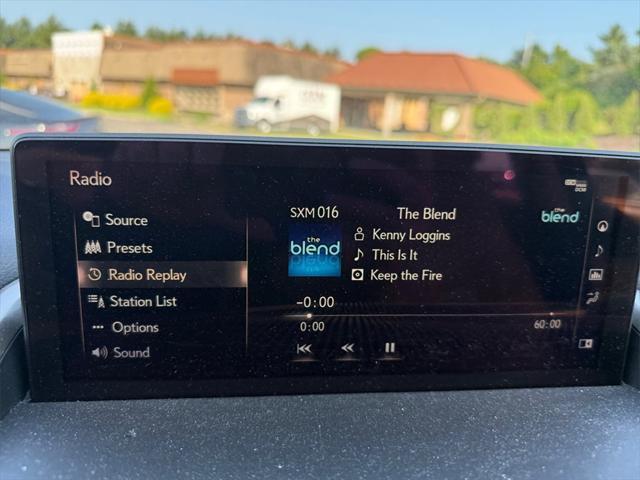 Radio
Source
Presets
Radio Replay
Station List
Options
Sound
SXM 016
The Blend
the
blend
Kenny Loggins
This Is It
Keep the Fire
the
blend
-0:00
0:00
60:00